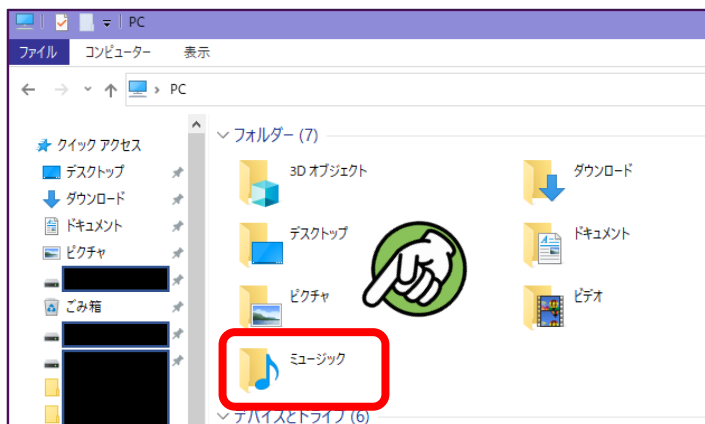 PC
ファイル コンピューター 表示
PC
クイック アクセス
デスクトップ
ダウンロード
ドキュメント
ピクチャ
ごみ箱
フォルダー (7)
3D オブジェクト
ダウンロード
デスクトップ
ドキュメント
ピクチャ
ビデオ
ミュージック
デバイスとドライブ (6)